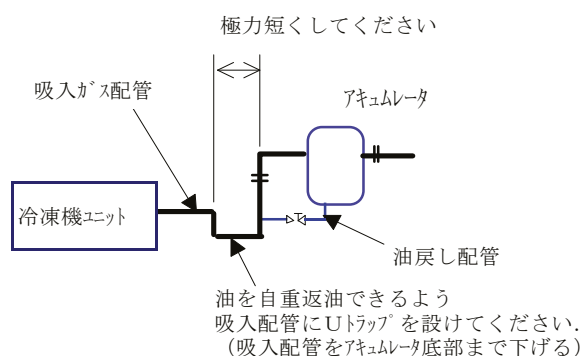 極力短くしてください
吸入ガス配管
アキュムレータ
冷凍機ユニット
油戻し配管
油を自重返油できるよう
吸入配管にUトラップを設けてください.
(吸入配管をアキュムレータ底部まで下げる)